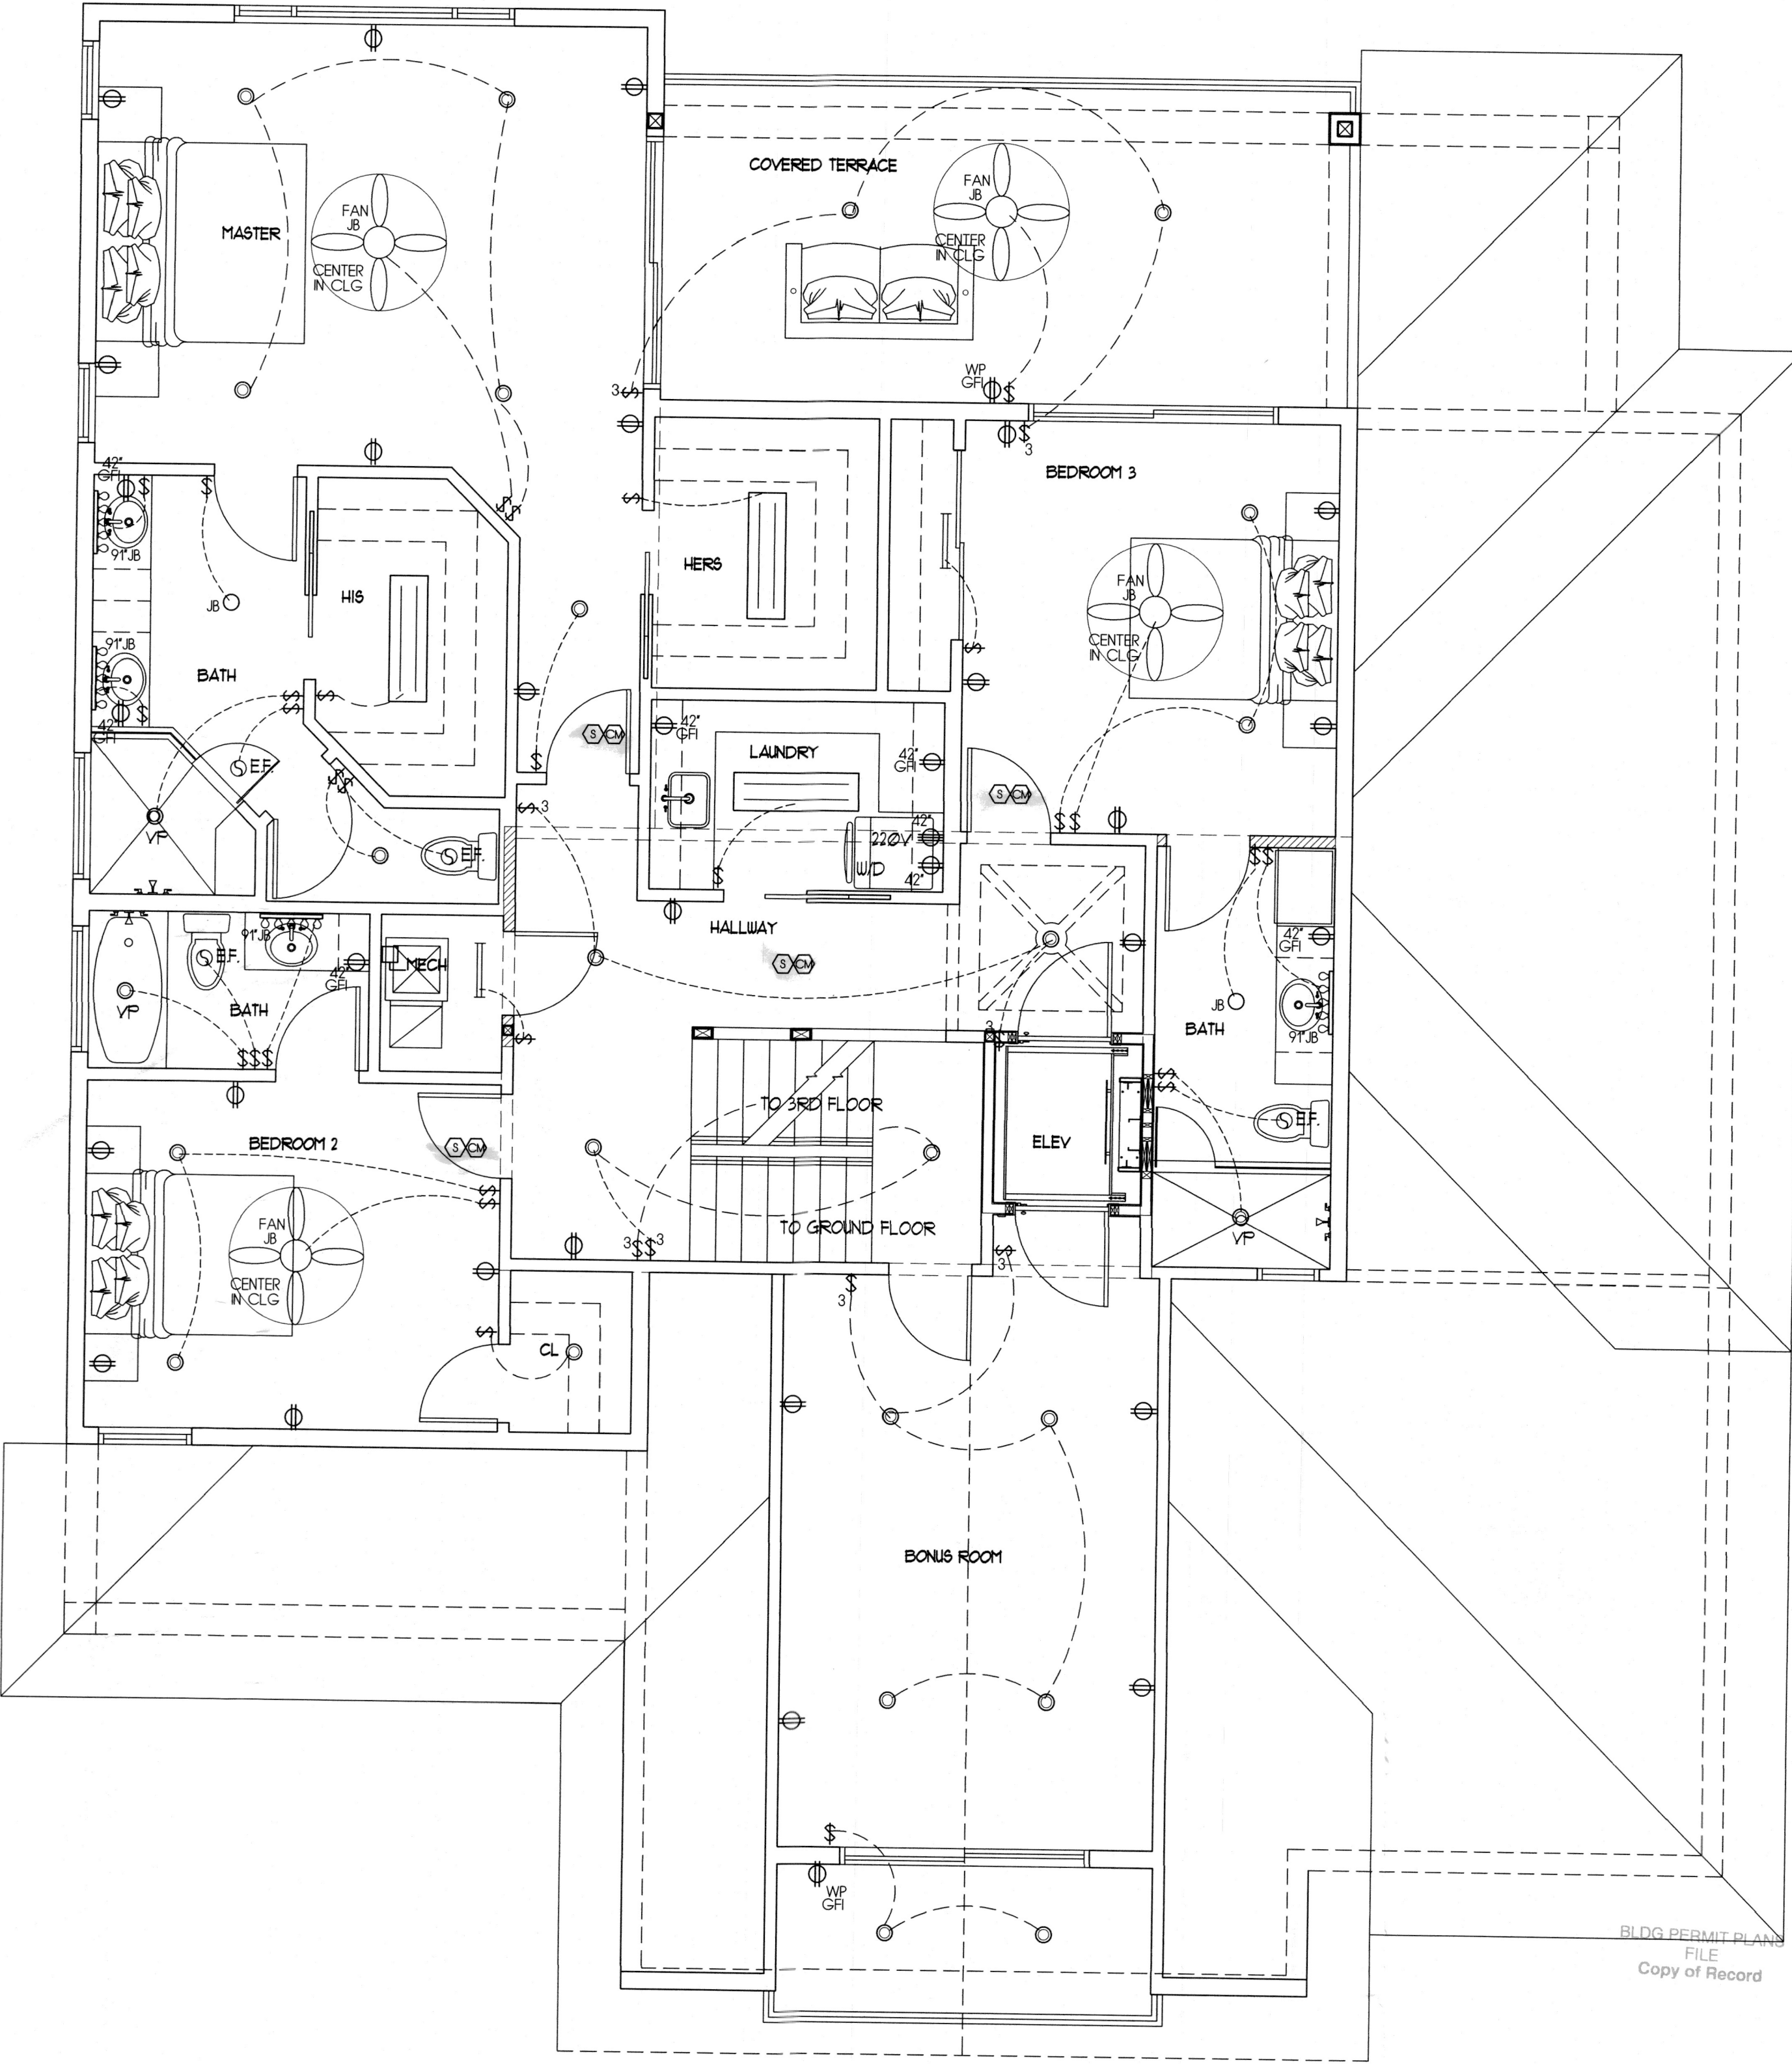 COVERED TERRACE
FAN
JB
CENTER
IN CLG
MASTER
FAN
JB
CENTER
IN CLG
WP
GFI
$
3
$
$
3
BEDROOM 3
42"
GFI
$
$
91"JB
JB
HIS
HERS
$
$
$
FAN
JB
CENTER
IN CLG
$
91"JB
BATH
$
$
$
$
42"
GFI
E.F.
VP
$
$
$
S
CM
42"
GFI
LAUNDRY
42"
GFI
S
CM
$
3
$
$
E.F.
42"
220V
W/D
42"
$
$
$
HALLWAY
S
CM
91"JB
E.F.
42"
GFI
MECH
VP
BATH
$
$
$
$
42"
GFI
JB
BATH
91"JB
3
$
$
$
TO 3RD FLOOR
ELEV
E.F.
BEDROOM 2
S
CM
$
$
FAN
JB
CENTER
IN CLG
TO GROUND FLOOR
3
$
$
3
VP
$
3
$
3
$
CL
BONUS ROOM
$
WP
GFI
BLDG PERMIT PLANS
FILE
Copy of Record